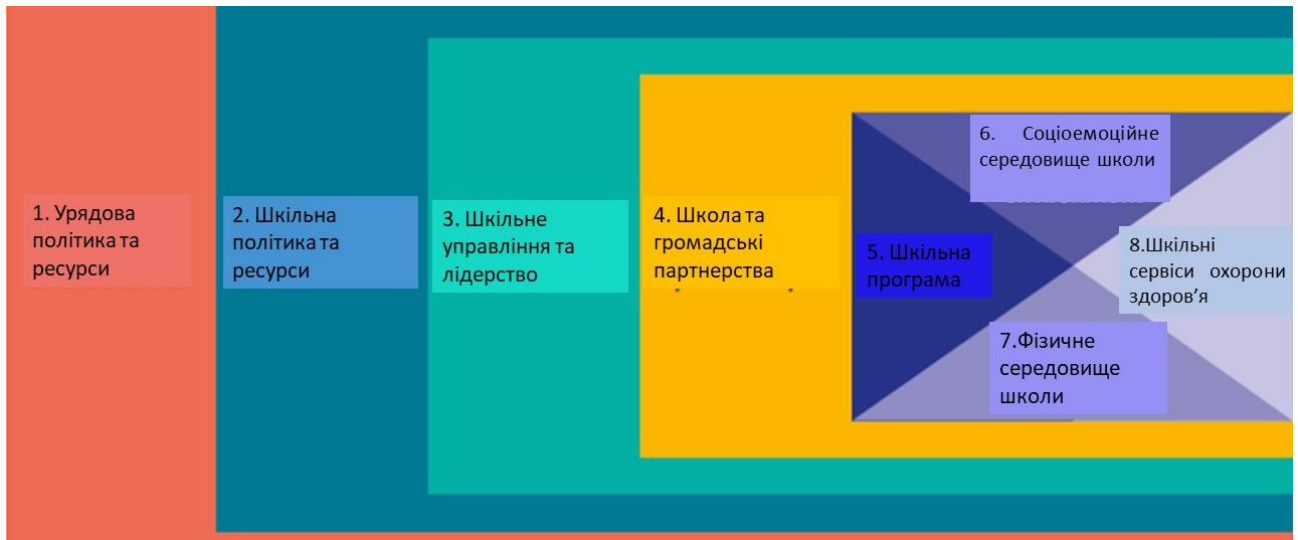 1. Урядова
політика та
ресурси
2. Шкільна
політика та
ресурси
3. Шкільне
управління та
лідерство
4. Школа та
громадські
партнерства
5. Шкільна
програма
6. Соціоемоційне
середовище школи
7.Фізичне
середовище
школи
8.Шкільні
сервіси охорони
здоров’я